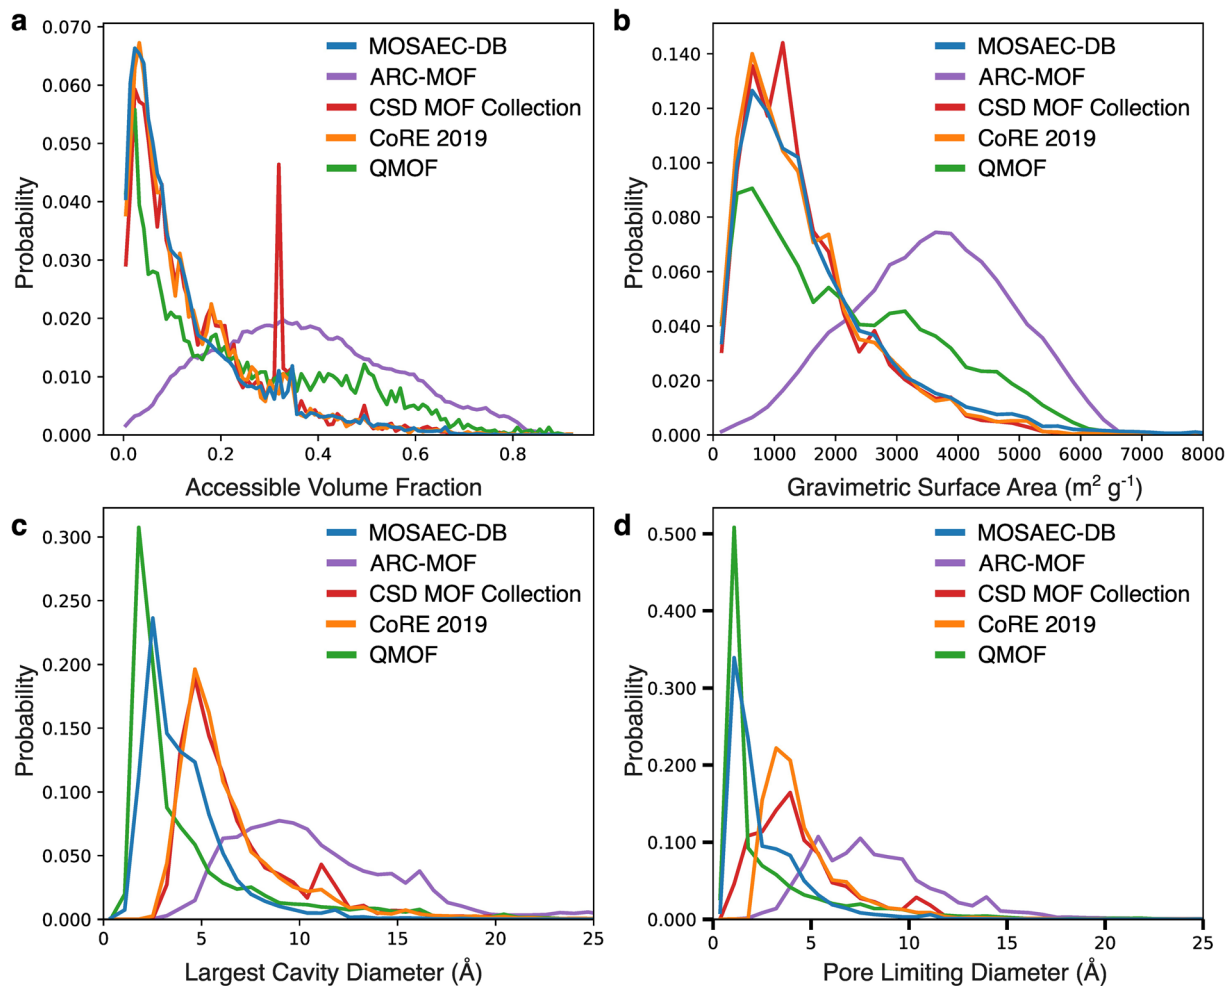 a
0.070
0.060
0.050
0.040
0.030
0.020
0.010
0.000
Probability
MOSAEC-DB
ARC-MOF
CSD MOF Collection
CoRE 2019
QMOF
0.0 0.2 0.4 0.6 0.8
Accessible Volume Fraction
b
0.140
0.120
0.100
0.080
0.060
0.040
0.020
0.000
Probability
MOSAEC-DB
ARC-MOF
CSD MOF Collection
CoRE 2019
QMOF
0 1000 2000 3000 4000 5000 6000 7000 8000
Gravimetric Surface Area (m² g⁻¹)
c
0.300
0.250
0.200
0.150
0.100
0.050
0.000
Probability
MOSAEC-DB
ARC-MOF
CSD MOF Collection
CoRE 2019
QMOF
0 5 10 15 20 25
Largest Cavity Diameter (Å)
d
0.500
0.400
0.300
0.200
0.100
0.000
Probability
MOSAEC-DB
ARC-MOF
CSD MOF Collection
CoRE 2019
QMOF
0 5 10 15 20 25
Pore Limiting Diameter (Å)